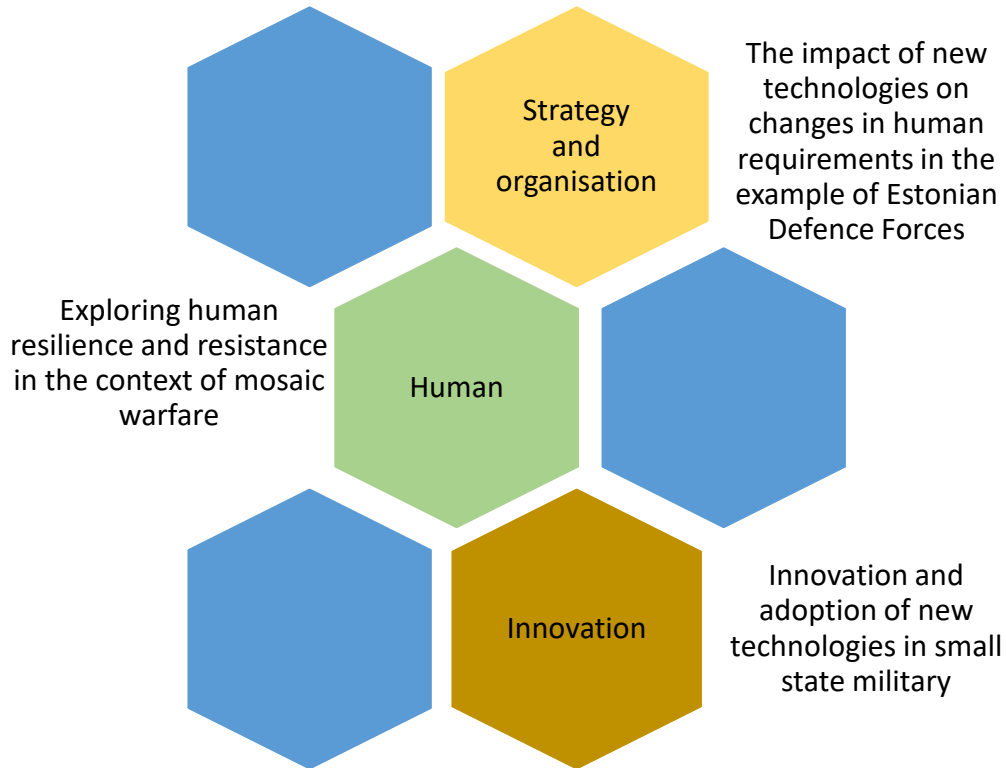 Strategy
and
organisation
The impact of new
technologies on
changes in human
requirements in the
example of Estonian
Defence Forces
Exploring human
resilience and resistance
in the context of mosaic
warfare
Human
Innovation
Innovation and
adoption of new
technologies in small
state military